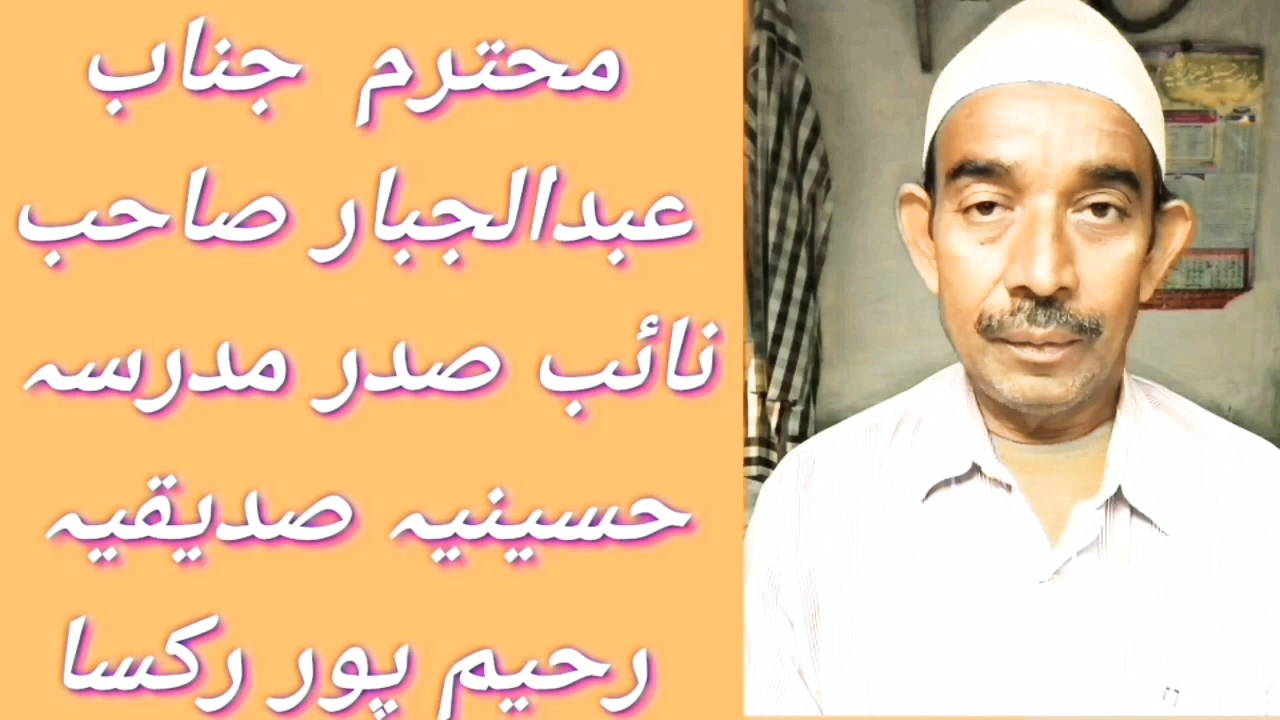 محترم جناب
عبدالجبار صاحب
نائب صدر مدرسہ
حسینیہ صدیقیہ
رحیم پور رکسا